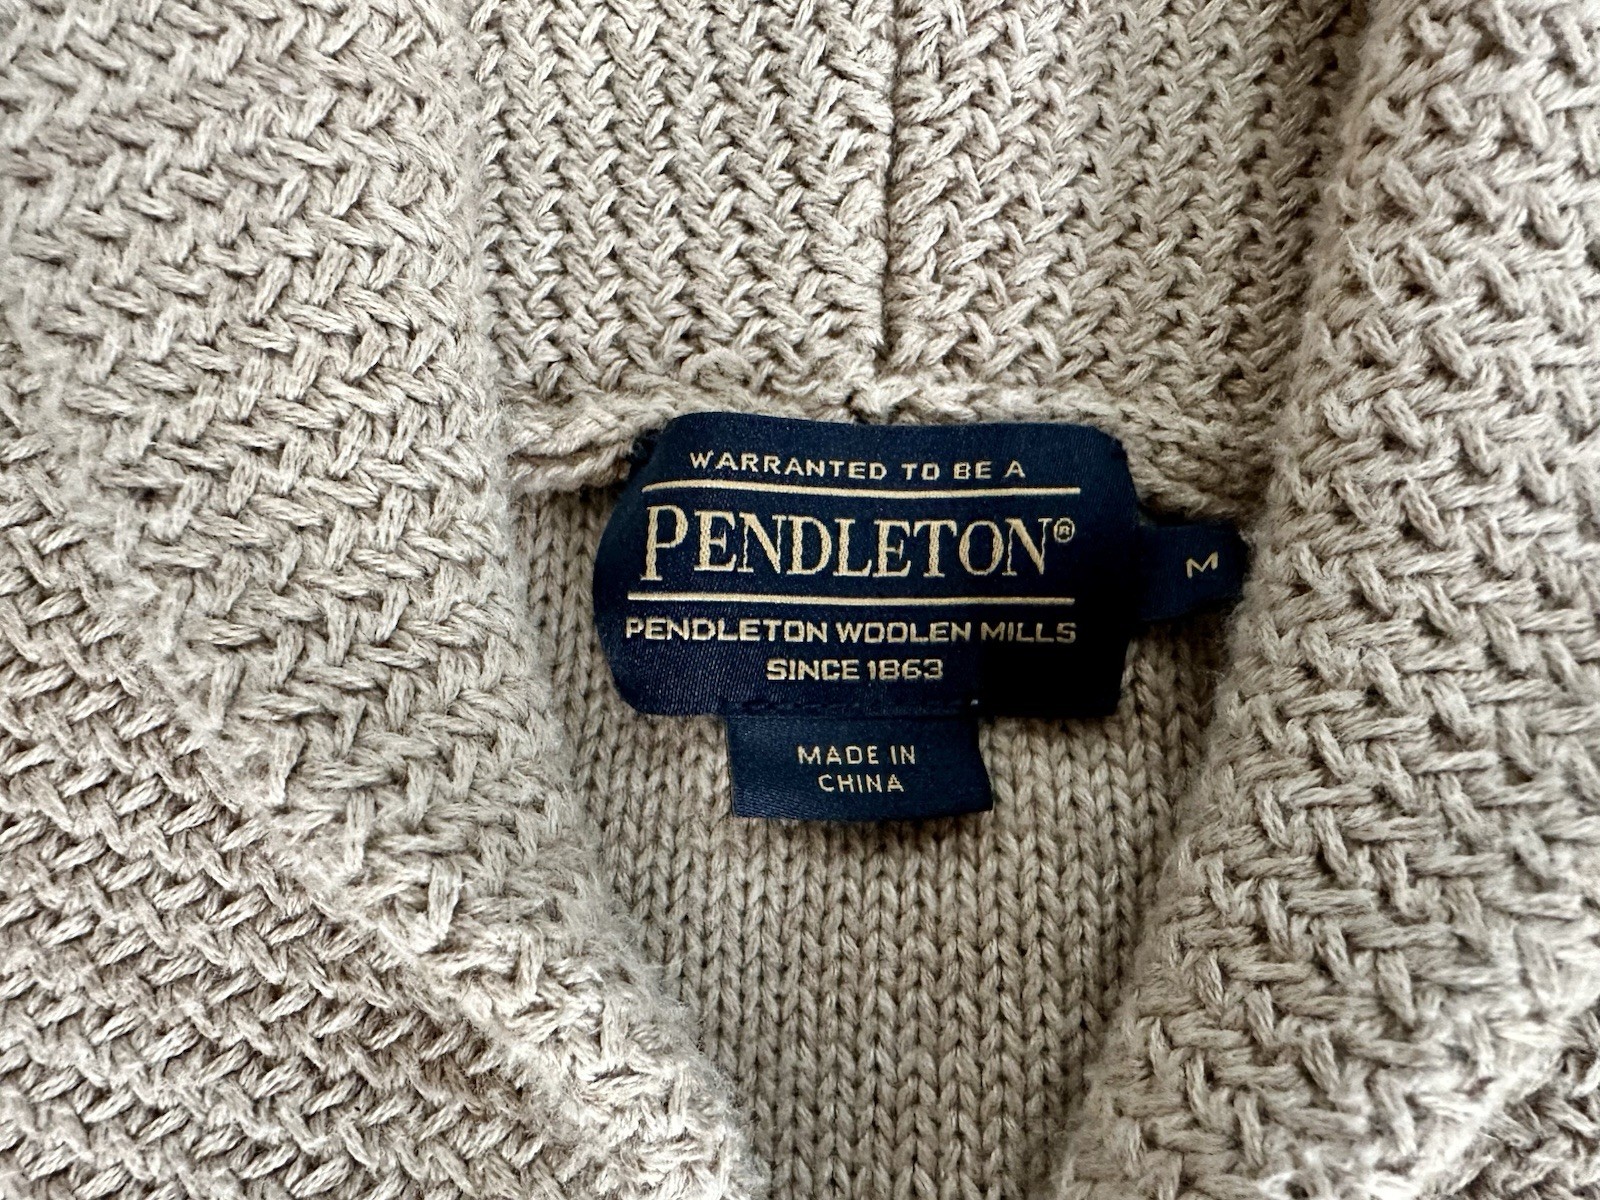 WARRANTED TO BE A
PENDLETON®
M
PENDLETON WOOLEN MILLS
SINCE 1863
MADE IN
CHINA